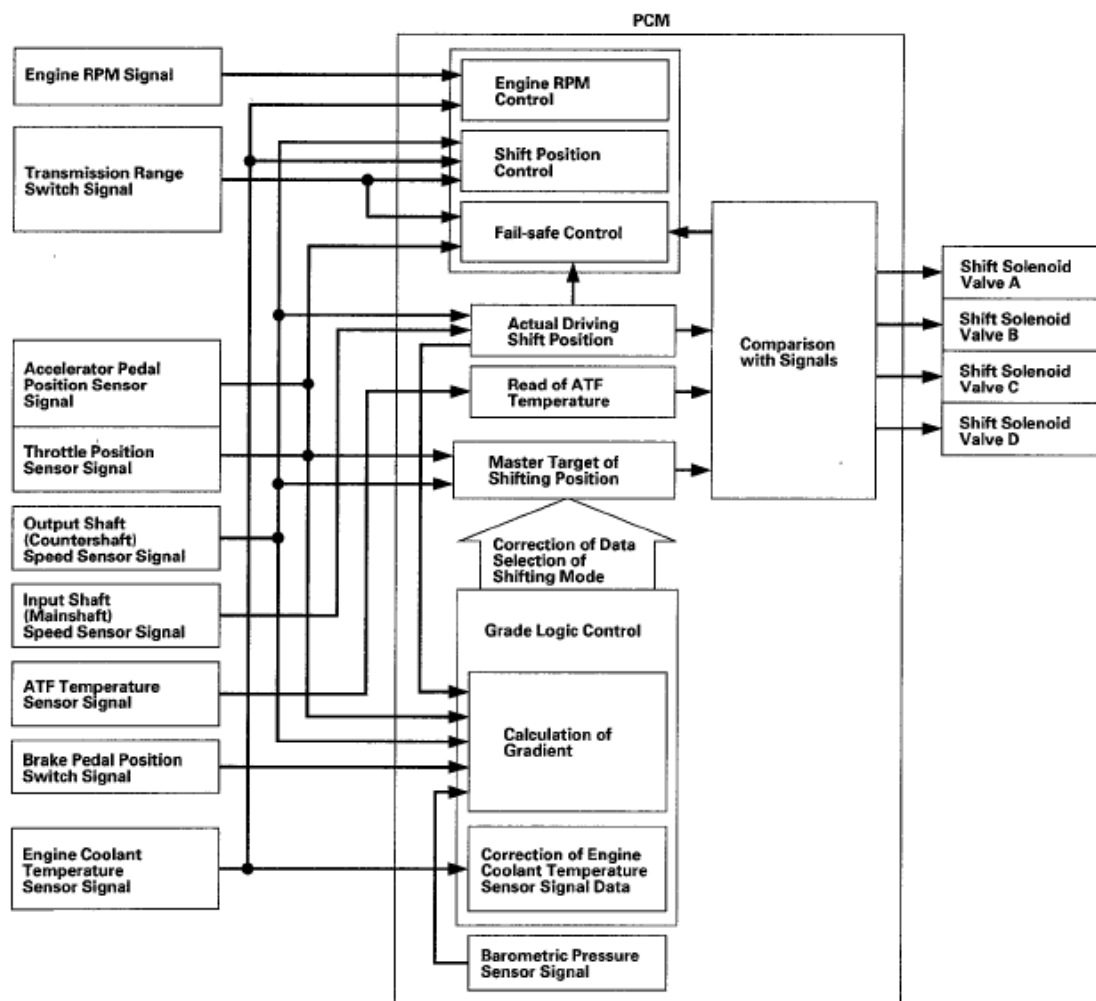 PCM
Engine RPM Signal
Transmission Range
Switch Signal
Accelerator Pedal
Position Sensor
Signal
Throttle Position
Sensor Signal
Output Shaft
(Countershaft)
Speed Sensor Signal
Input Shaft
(Mainshaft)
Speed Sensor Signal
ATF Temperature
Sensor Signal
Brake Pedal Position
Switch Signal
Engine Coolant
Temperature
Sensor Signal
Engine RPM
Control
Shift Position
Control
Fail-safe Control
Actual Driving
Shift Position
Read of ATF
Temperature
Master Target of
Shifting Position
Correction of Data
Selection of
Shifting Mode
Grade Logic Control
Calculation of
Gradient
Correction of Engine
Coolant Temperature
Sensor Signal Data
Barometric Pressure
Sensor Signal
Comparison
with Signals
Shift Solenoid
Valve A
Shift Solenoid
Valve B
Shift Solenoid
Valve C
Shift Solenoid
Valve D